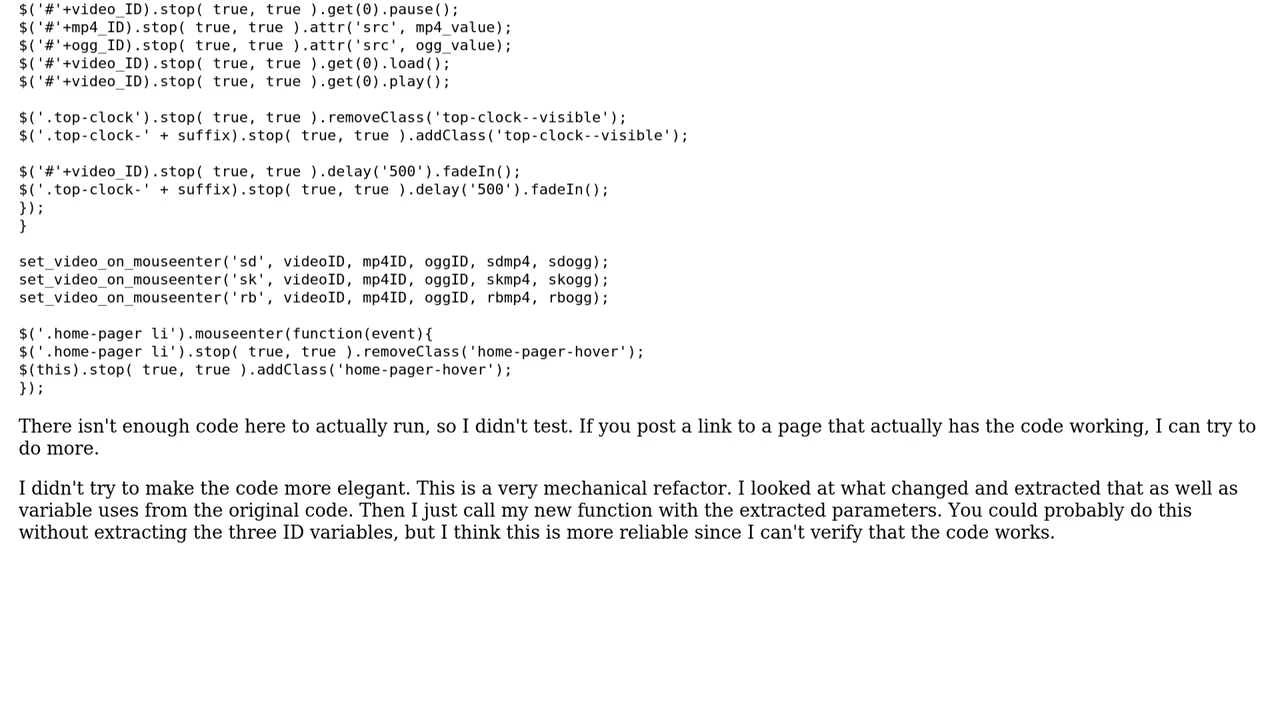 $('#'+video_ID).stop( true, true ).get(0).pause();
$('#'+mp4_ID).stop( true, true ).attr('src', mp4_value);
$('#'+ogg_ID).stop( true, true ).attr('src', ogg_value);
$('#'+video_ID).stop( true, true ).get(0).load();
$('#'+video_ID).stop( true, true ).get(0).play();
$('.top-clock').stop( true, true ).removeClass('top-clock--visible');
$('.top-clock-' + suffix).stop( true, true ).addClass('top-clock--visible');
$('#'+video_ID).stop( true, true ).delay('500').fadeIn();
$('.top-clock-' + suffix).stop( true, true ).delay('500').fadeIn();
});
}
set_video_on_mouseenter('sd', videoID, mp4ID, oggID, sdmp4, sdogg);
set_video_on_mouseenter('sk', videoID, mp4ID, oggID, skmp4, skogg);
set_video_on_mouseenter('rb', videoID, mp4ID, oggID, rbmp4, rbogg);
$('.home-pager li').mouseenter(function(event){
$('.home-pager li').stop( true, true ).removeClass('home-pager-hover');
$(this).stop( true, true ).addClass('home-pager-hover');
});
There isn't enough code here to actually run, so I didn't test. If you post a link to a page that actually has the code working, I can try to
do more.
I didn't try to make the code more elegant. This is a very mechanical refactor. I looked at what changed and extracted that as well as
variable uses from the original code. Then I just call my new function with the extracted parameters. You could probably do this
without extracting the three ID variables, but I think this is more reliable since I can't verify that the code works.